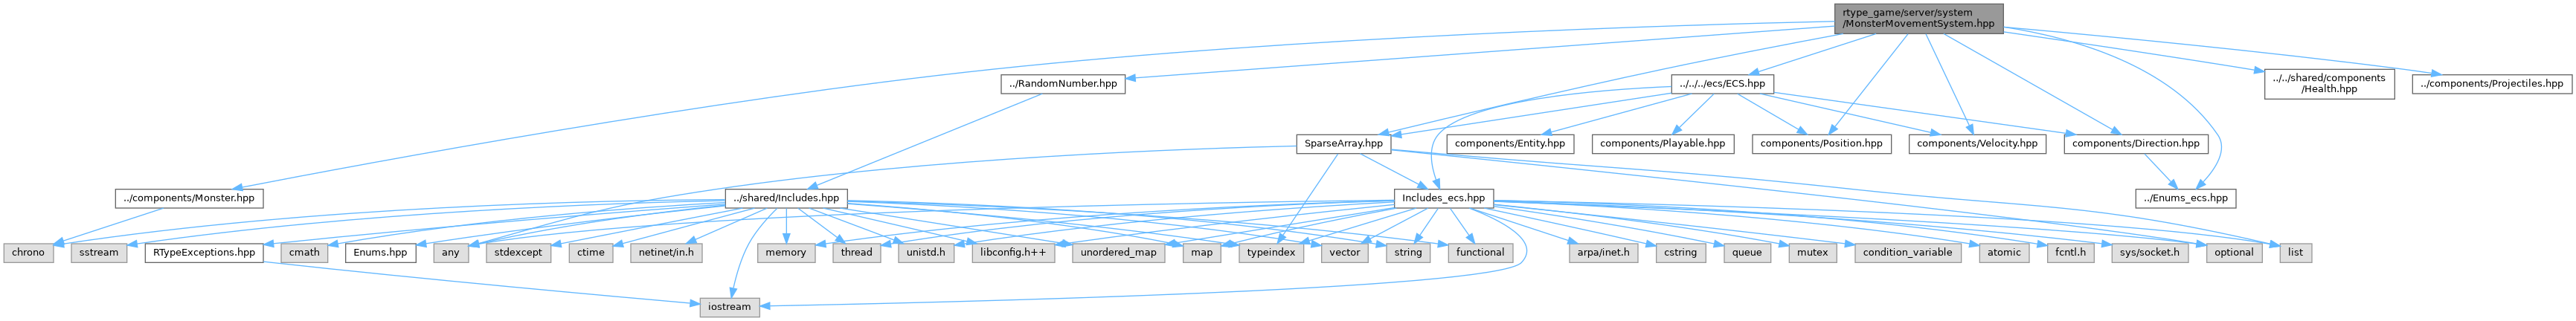 rtype_game/server/system
/MonsterMovementSystem.hpp
../RandomNumber.hpp
../../../ecs/ECS.hpp
../../shared/components
/Health.hpp
../components/Projectiles.hpp
SparseArray.hpp
components/Entity.hpp
components/Playable.hpp
components/Position.hpp
components/Velocity.hpp
components/Direction.hpp
../components/Monster.hpp
../shared/Includes.hpp
Includes_ecs.hpp
../Enums_ecs.hpp
chrono
sstream
RTypeExceptions.hpp
cmath
Enums.hpp
any
stdexcept
ctime
netinet/in.h
memory
thread
unistd.h
libconfig.h++
unordered_map
map
typeindex
vector
string
functional
arpa/inet.h
cstring
queue
mutex
condition_variable
atomic
fcntl.h
sys/socket.h
optional
list
iostream